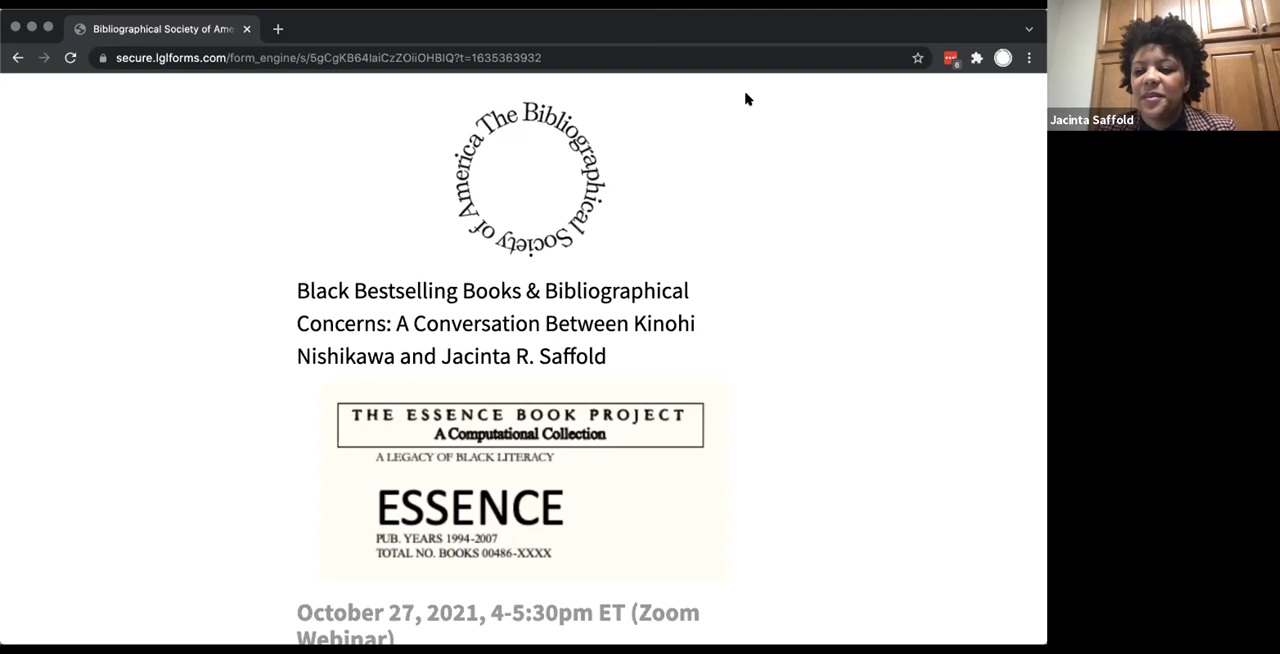 Bibliographical Society of Ame
secure.lglforms.com/form_engine/s/5gCgKB64IaiCzZOiiOHBIQ?t=1635363932
6
Jacinta Saffold
The Bibliographical Society of America
Black Bestselling Books & Bibliographical
Concerns: A Conversation Between Kinohi
Nishikawa and Jacinta R. Saffold
THE ESSENCE BOOK PROJECT
A Computational Collection
A LEGACY OF BLACK LITERACY
ESSENCE
PUB. YEARS 1994-2007
TOTAL NO. BOOKS 00486-XXXX
October 27, 2021, 4-5:30pm ET (Zoom
Webinar)